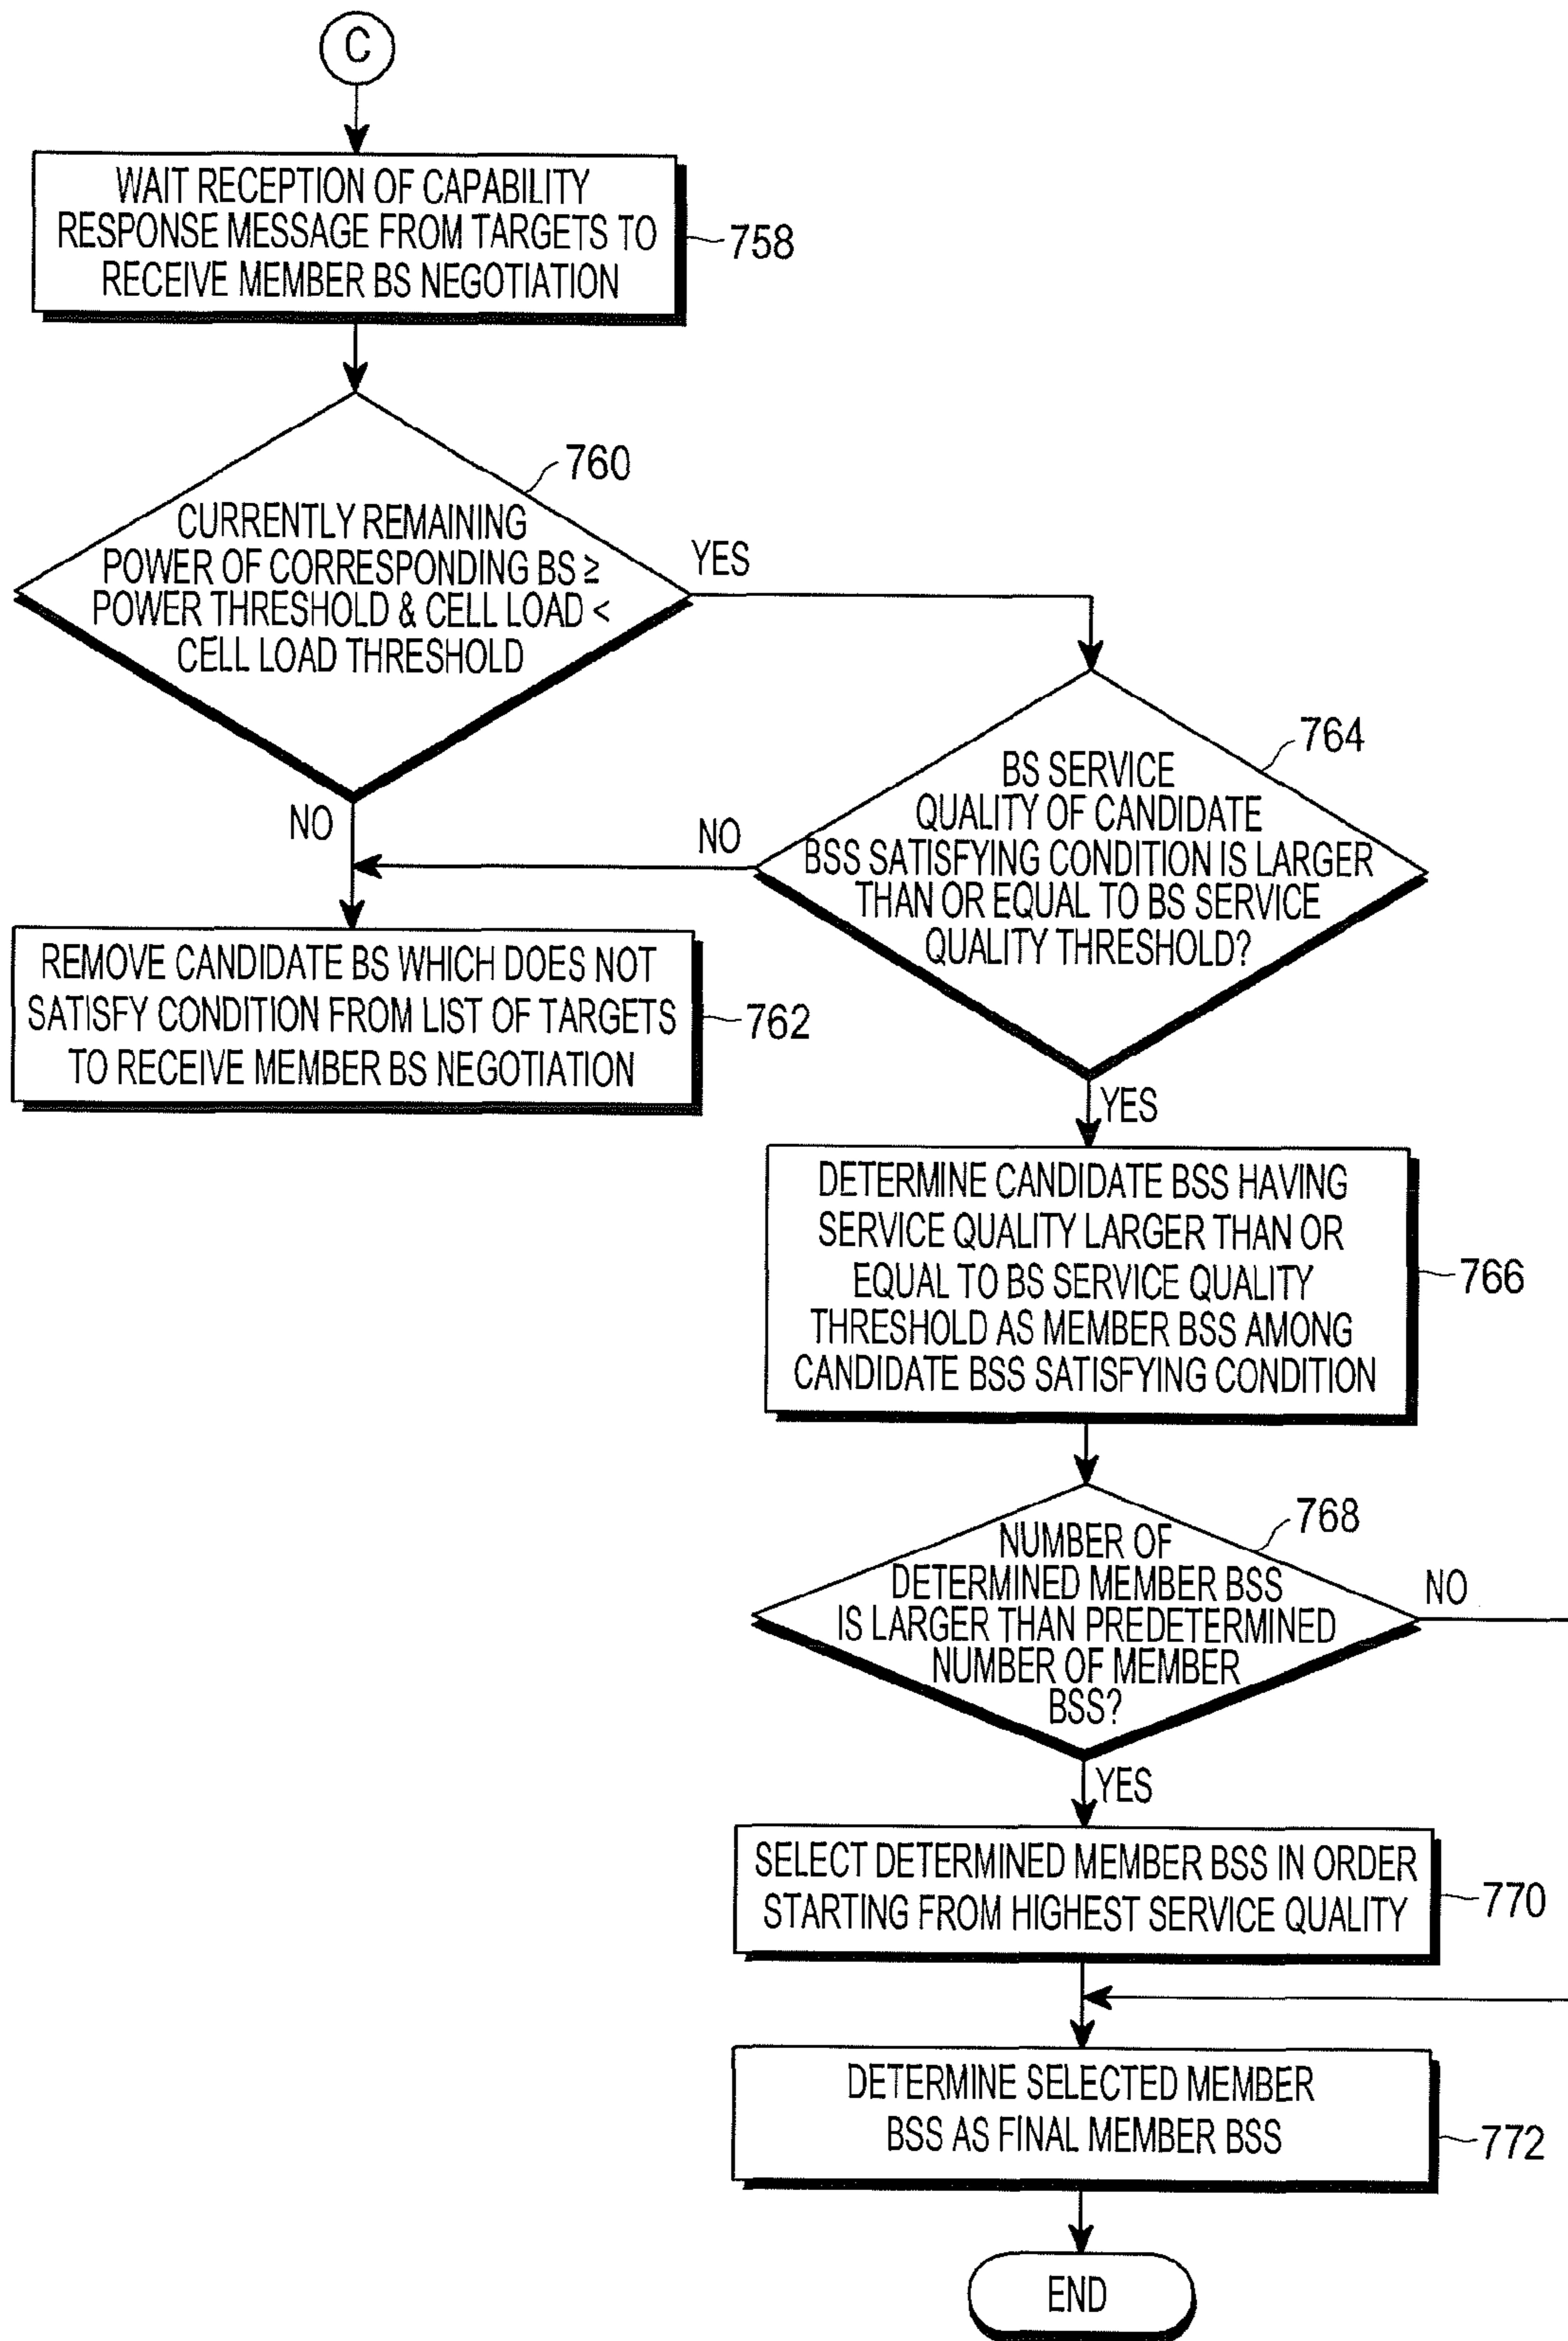 C
WAIT RECEPTION OF CAPABILITY
RESPONSE MESSAGE FROM TARGETS TO
RECEIVE MEMBER BS NEGOTIATION
758
760
CURRENTLY REMAINING
POWER OF CORRESPONDING BS ≥
POWER THRESHOLD & CELL LOAD <
CELL LOAD THRESHOLD
YES
NO
764
BS SERVICE
QUALITY OF CANDIDATE
BSS SATISFYING CONDITION IS LARGER
THAN OR EQUAL TO BS SERVICE
QUALITY THRESHOLD?
NO
YES
REMOVE CANDIDATE BS WHICH DOES NOT
SATISFY CONDITION FROM LIST OF TARGETS
TO RECEIVE MEMBER BS NEGOTIATION
762
DETERMINE CANDIDATE BSS HAVING
SERVICE QUALITY LARGER THAN OR
EQUAL TO BS SERVICE QUALITY
THRESHOLD AS MEMBER BSS AMONG
CANDIDATE BSS SATISFYING CONDITION
766
768
NUMBER OF
DETERMINED MEMBER BSS
IS LARGER THAN PREDETERMINED
NUMBER OF MEMBER
BSS?
NO
YES
SELECT DETERMINED MEMBER BSS IN ORDER
STARTING FROM HIGHEST SERVICE QUALITY
770
DETERMINE SELECTED MEMBER
BSS AS FINAL MEMBER BSS
772
END